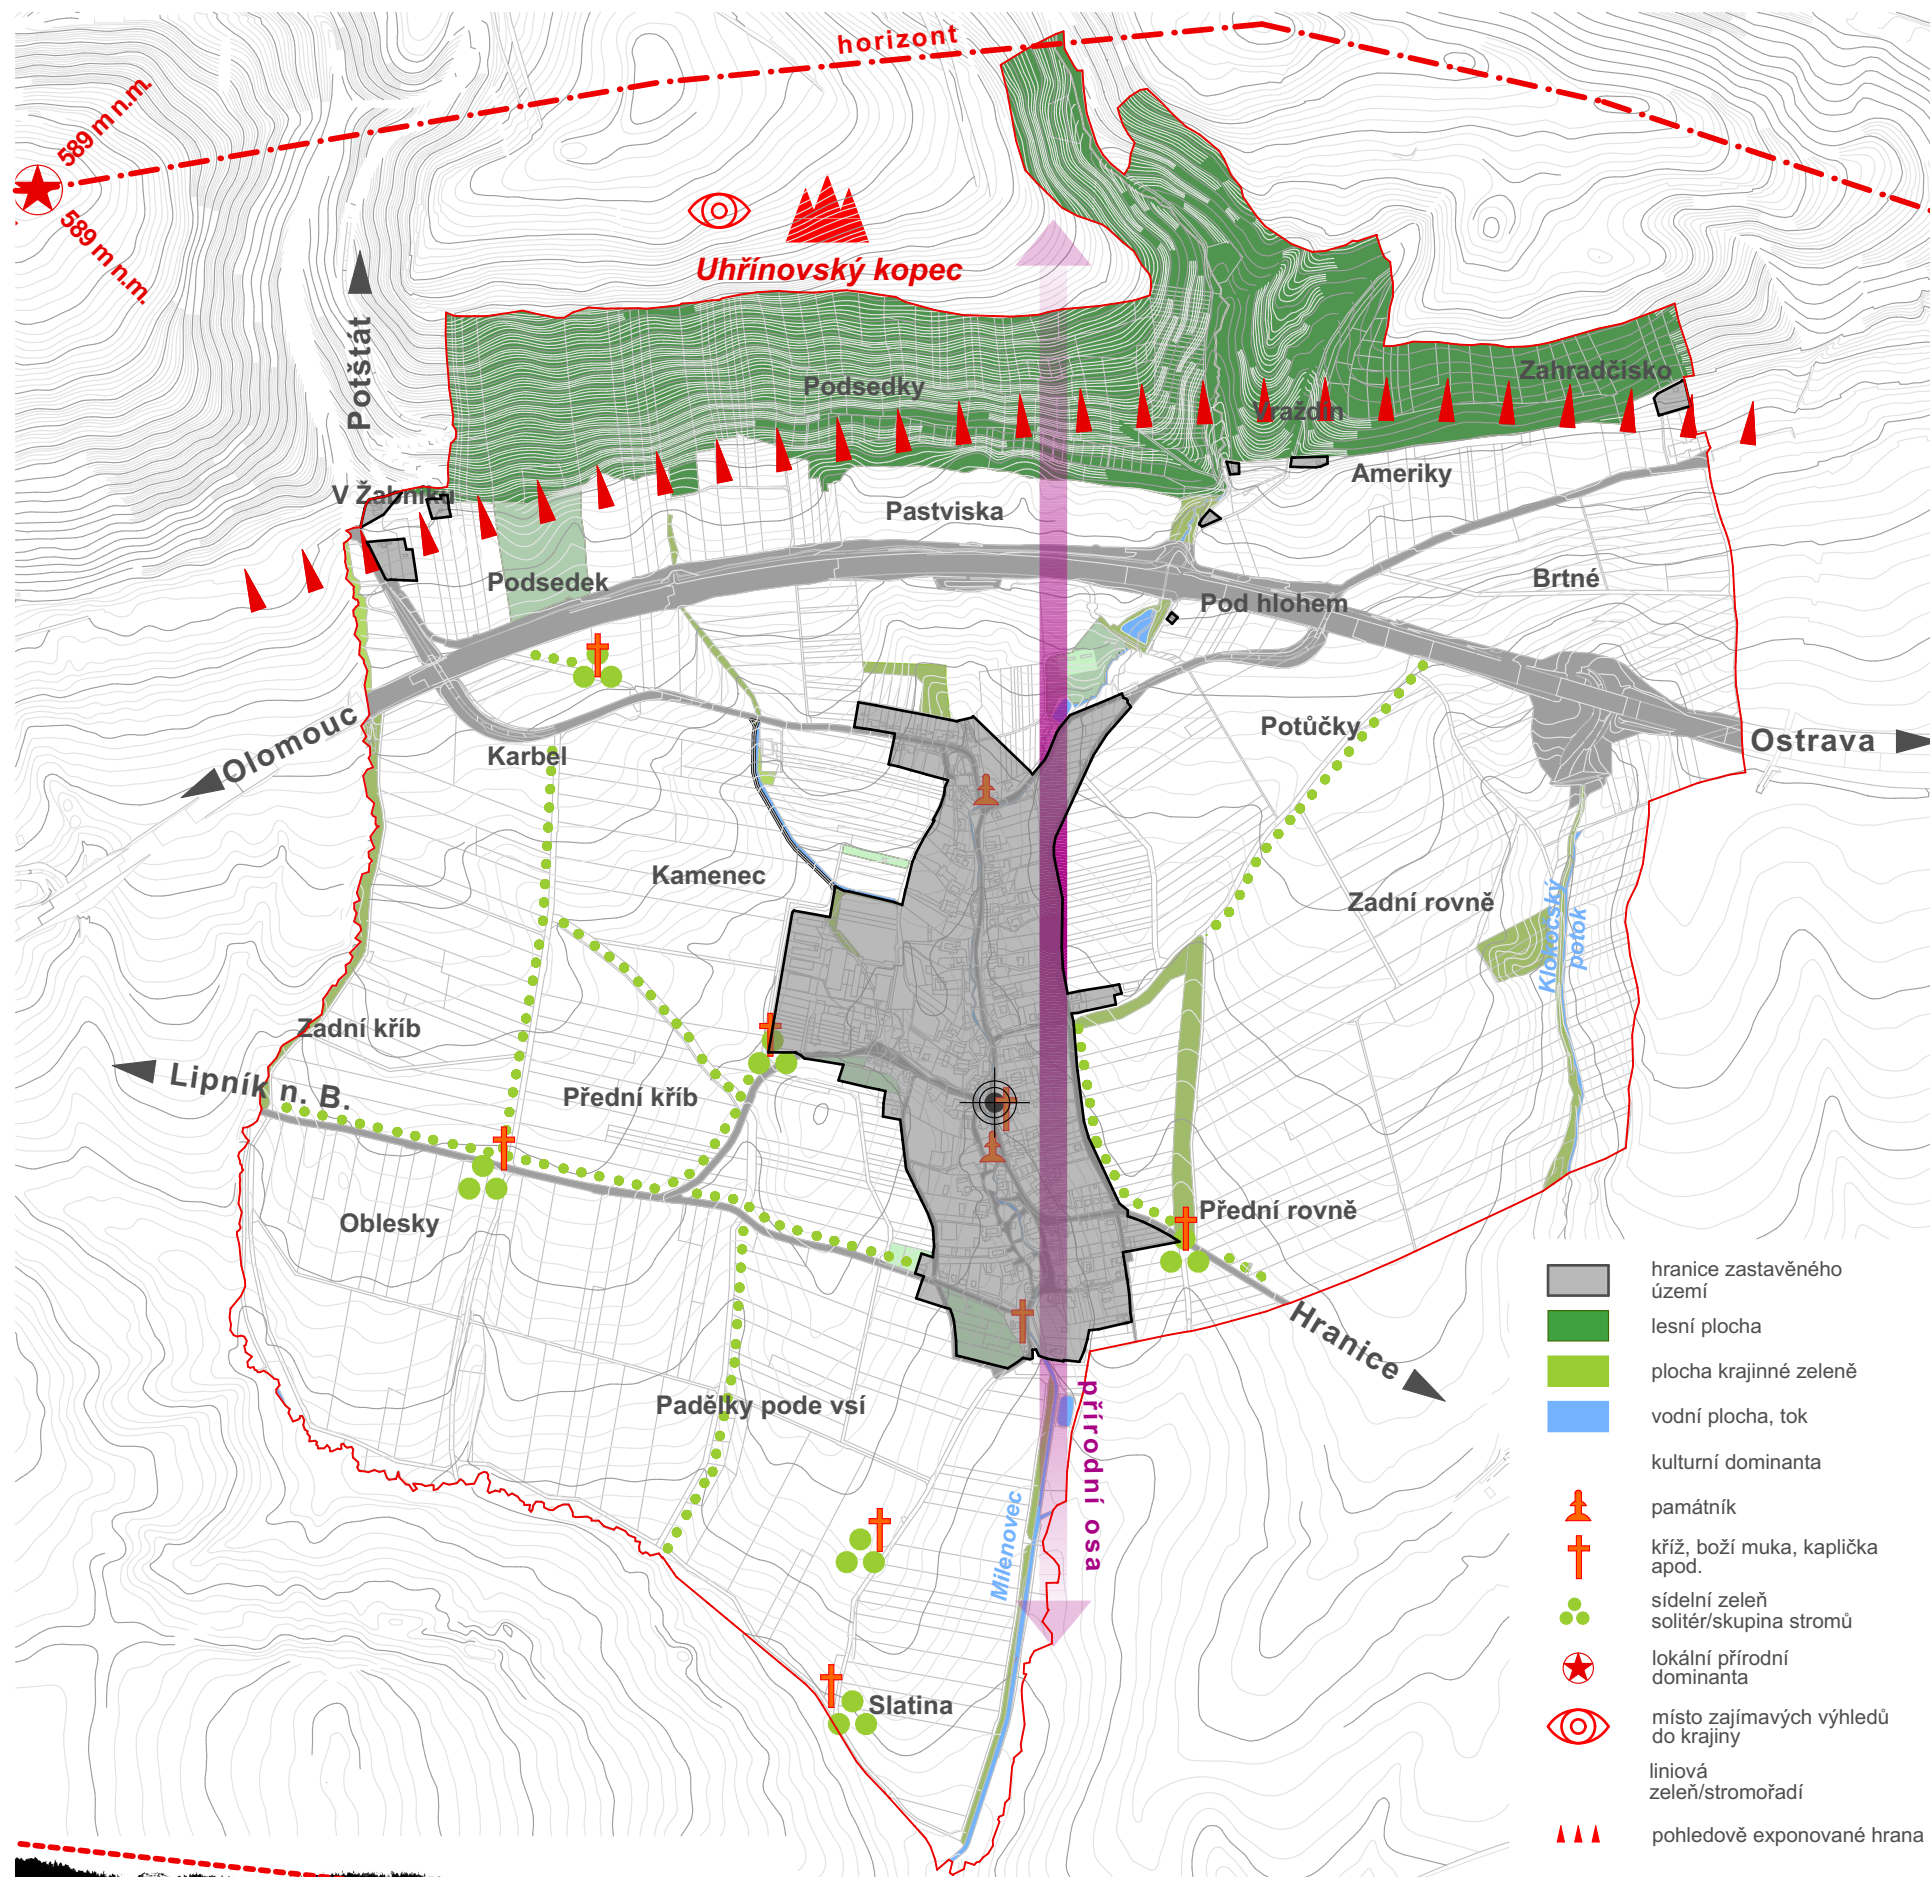 horizont
589 m n.m.
589 m n.m.
Uhřínovský kopec
Potštát
Podsedky
Zahradčisko
Vraždin
V Žabníku
Ameriky
Pastviska
Podsedek
Brtné
Pod hlohem
Olomouc
Karbel
Potůčky
Ostrava
Kamenec
Zadní rovně
Klokočský
potok
Zadní kříb
Lipník n. B.
Přední kříb
Oblesky
Přední rovně
Hranice
Padělky pode vsí
přírodní osa
Milenovec
Slatina
hranice zastavěného
území
lesní plocha
plocha krajinné zeleně
vodní plocha, tok
kulturní dominanta
památník
kříž, boží muka, kaplička
apod.
sídelní zeleň
solitér/skupina stromů
lokální přírodní
dominanta
místo zajímavých výhledů
do krajiny
liniová
zeleň/stromořadí
pohledově exponované hrana